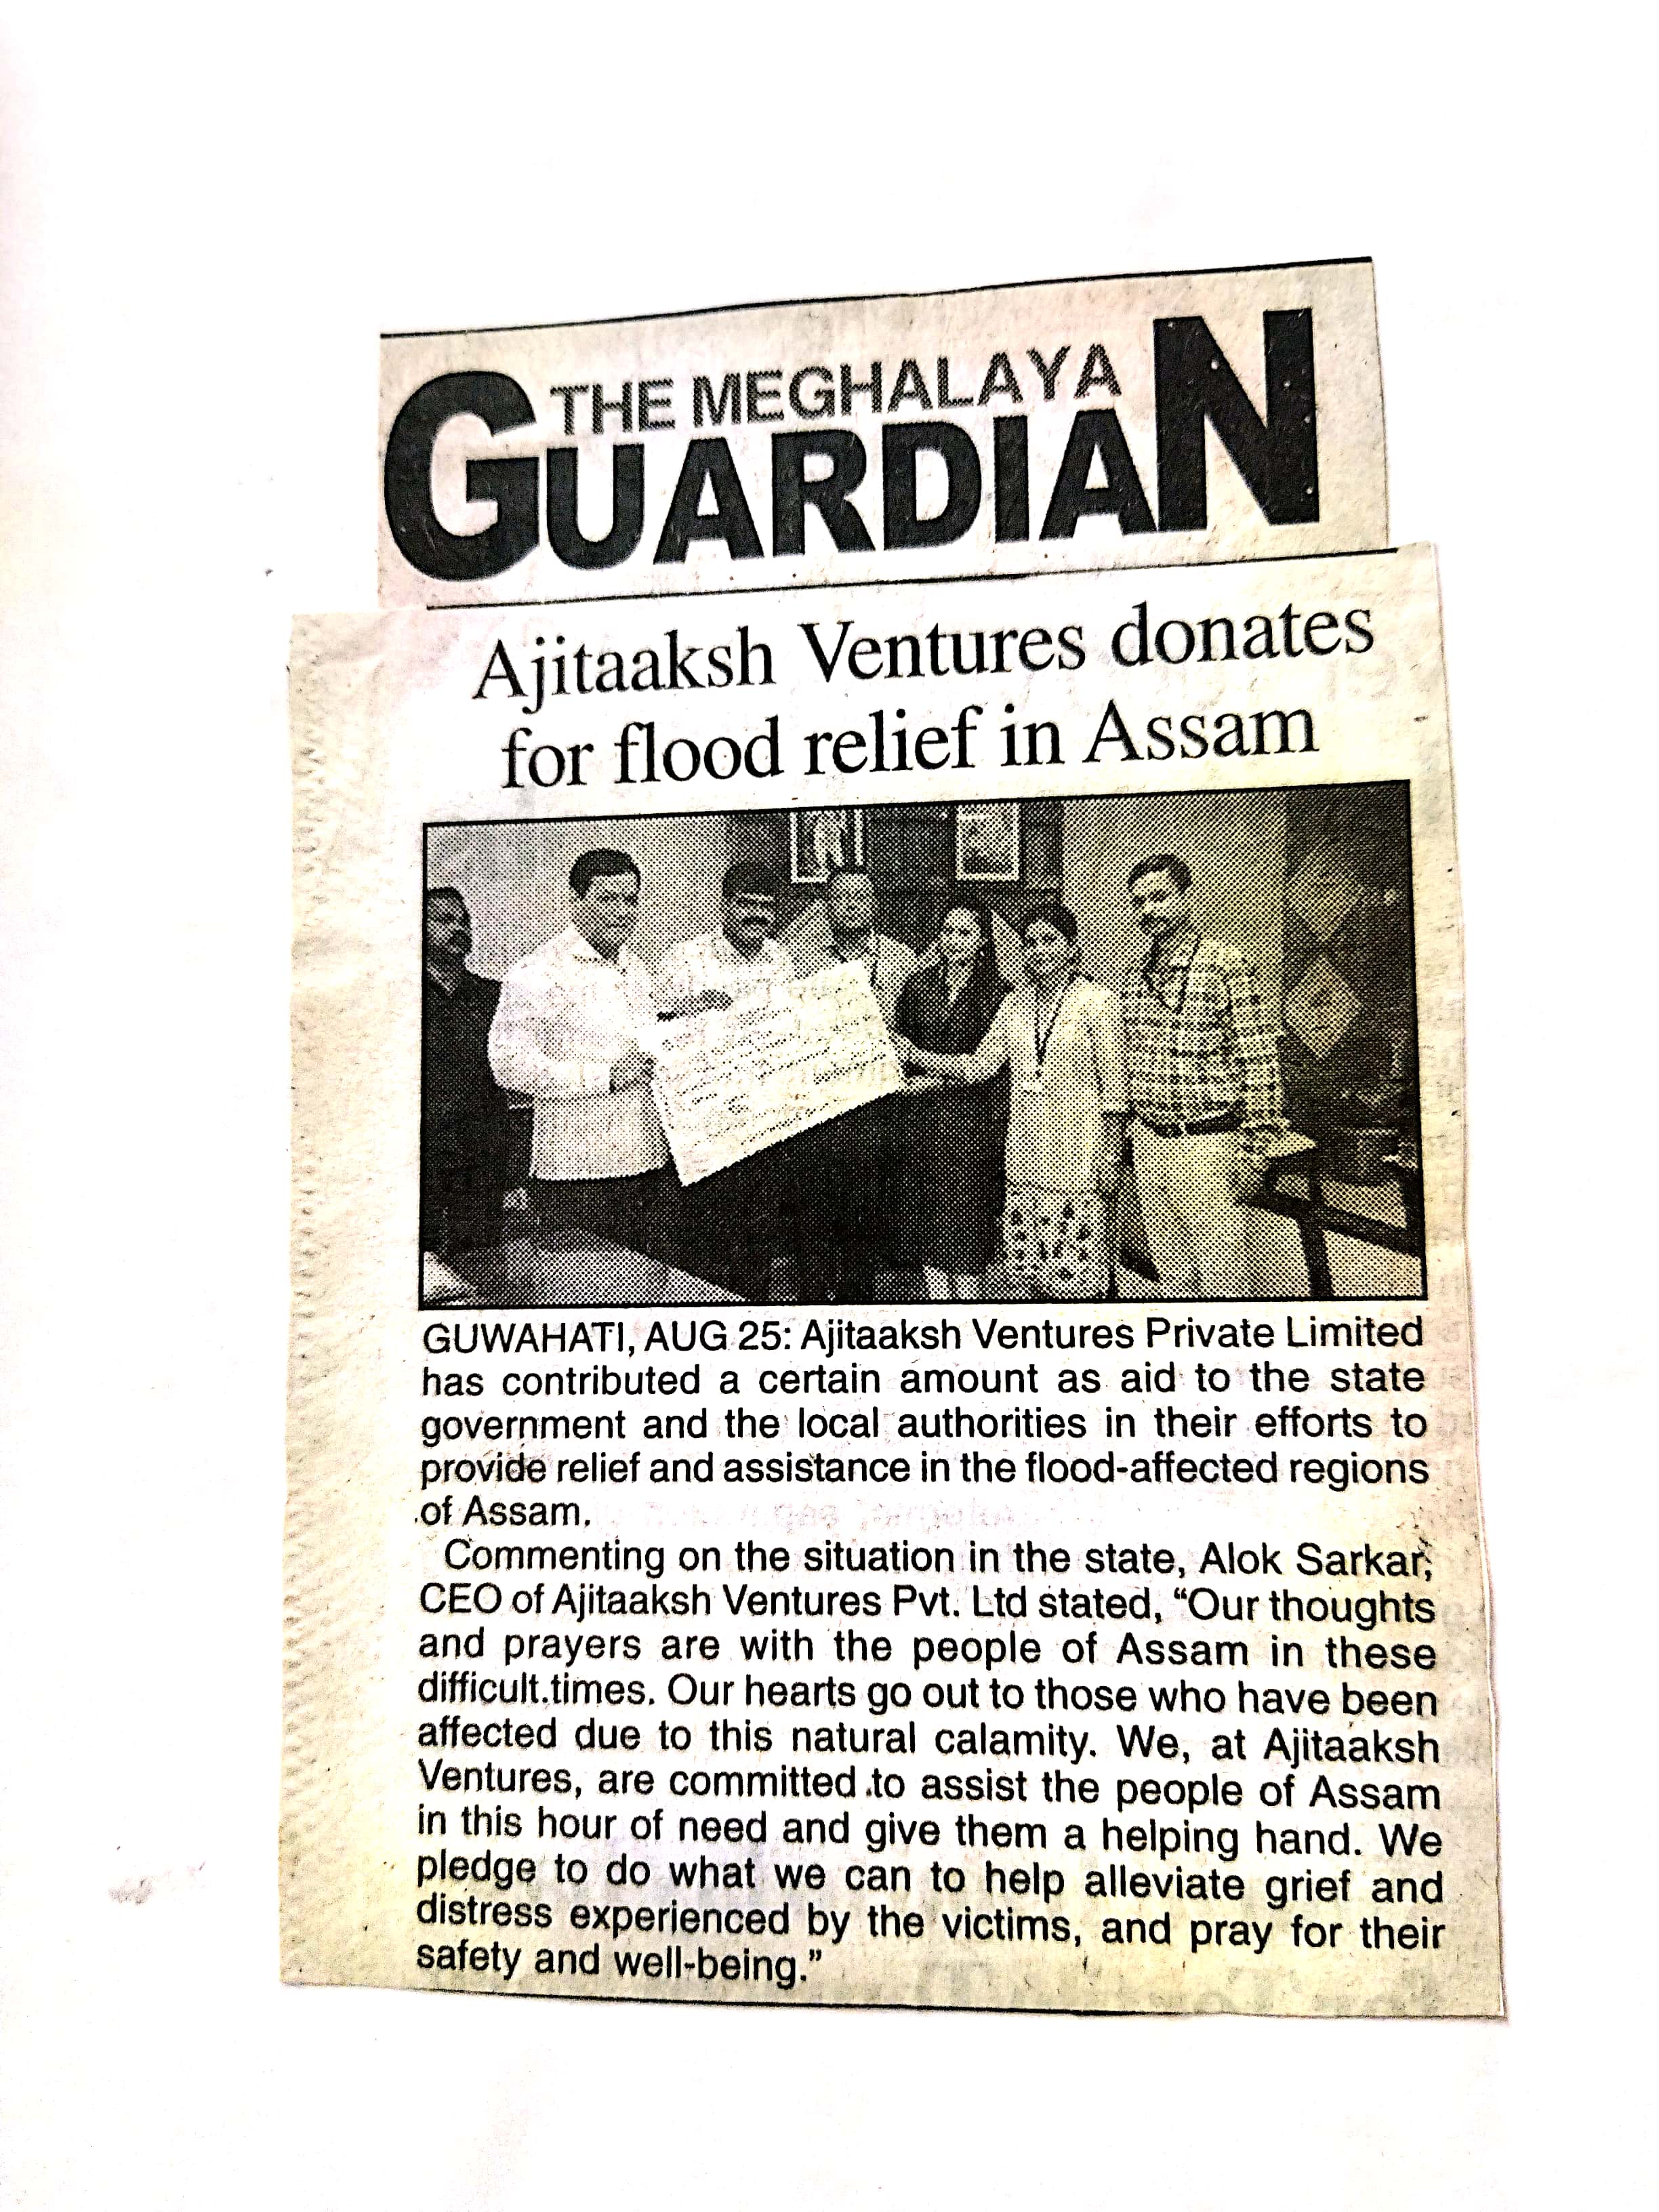 THE MEGHALAYA
GUARDIAN
Ajitaaksh Ventures donates
for flood relief in Assam
GUWAHATI, AUG 25: Ajitaaksh Ventures Private Limited
has contributed a certain amount as aid to the state
government and the local authorities in their efforts to
provide relief and assistance in the flood-affected regions
of Assam.
Commenting on the situation in the state, Alok Sarkar,
CEO of Ajitaaksh Ventures Pvt. Ltd stated, “Our thoughts
and prayers are with the people of Assam in these
difficult times. Our hearts go out to those who have been
affected due to this natural calamity. We, at Ajitaaksh
Ventures, are committed to assist the people of Assam
in this hour of need and give them a helping hand. We
pledge to do what we can to help alleviate grief and
distress experienced by the victims, and pray for their
safety and well-being.”